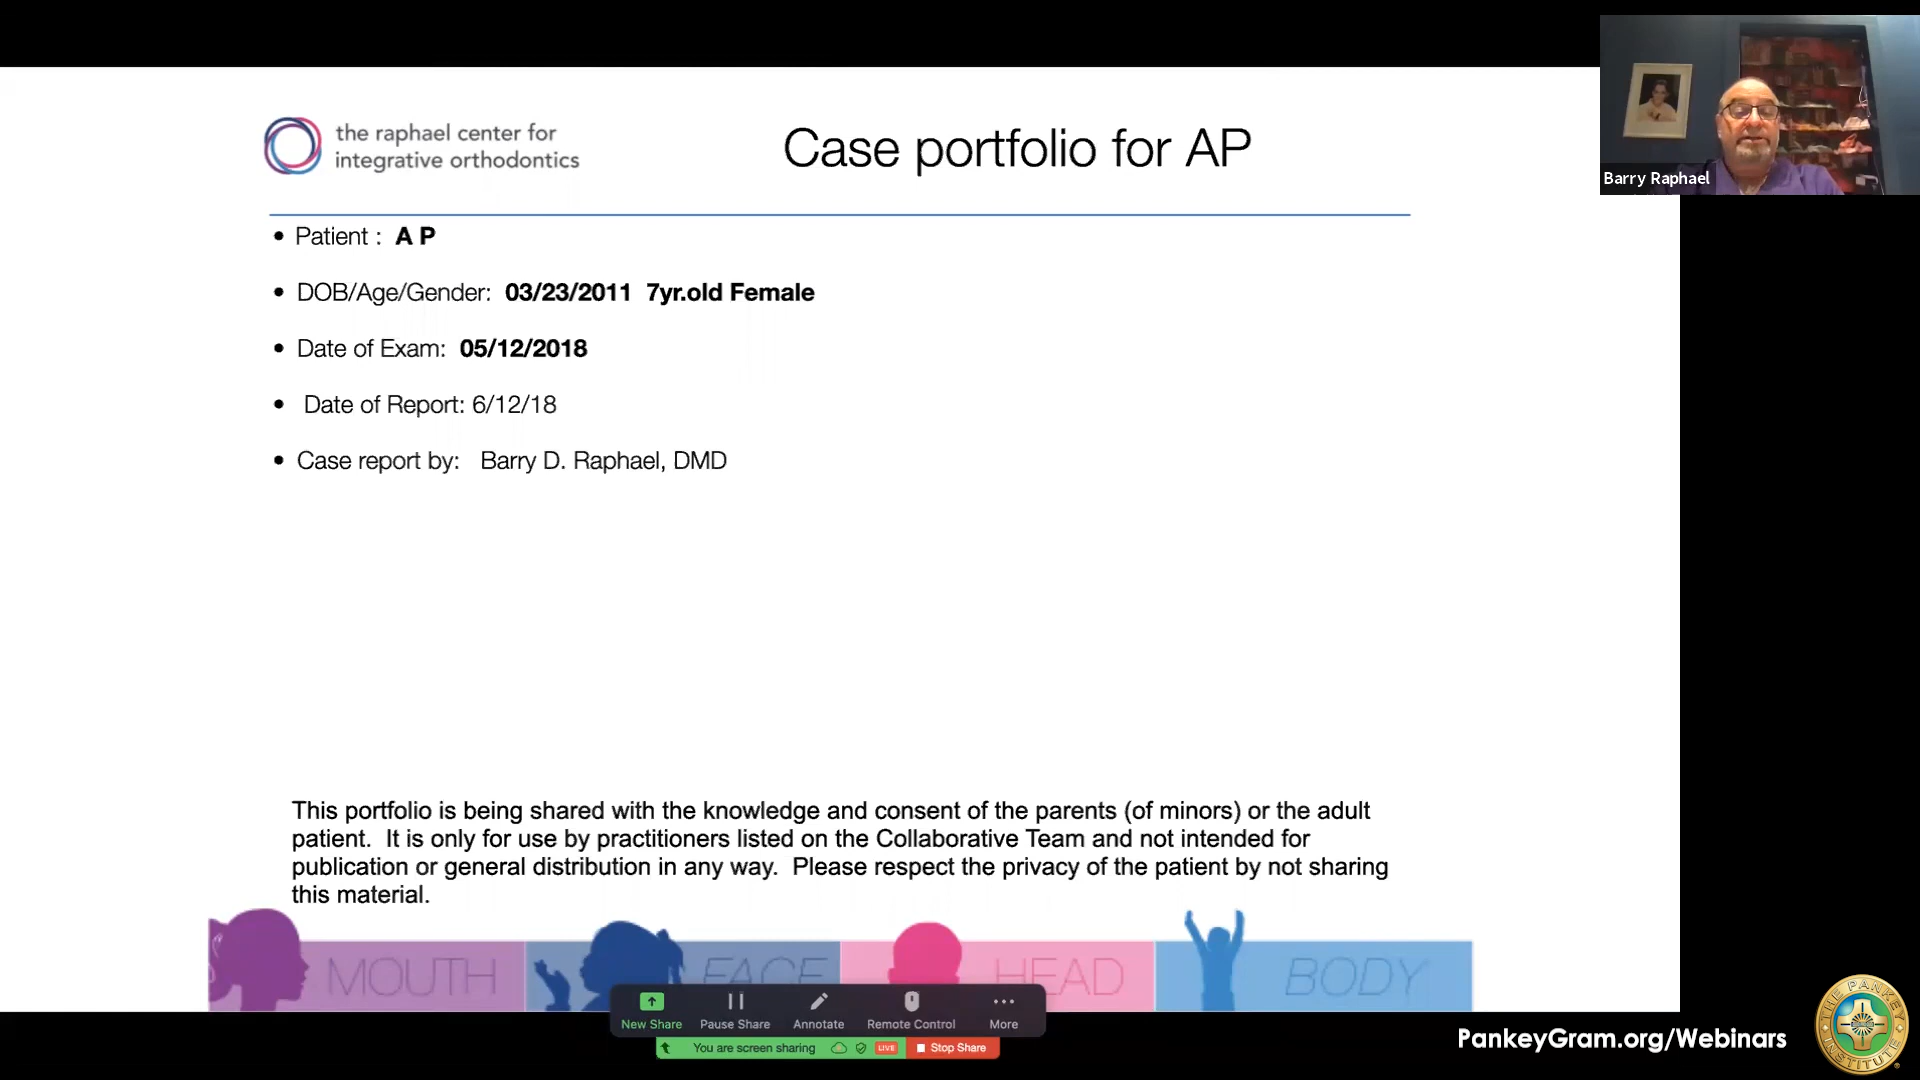 the raphael center for
integrative orthodontics
Case portfolio for AP
Barry Raphael
• Patient : A P
• DOB/Age/Gender: 03/23/2011 7yr.old Female
• Date of Exam: 05/12/2018
• Date of Report: 6/12/18
• Case report by: Barry D. Raphael, DMD
This portfolio is being shared with the knowledge and consent of the parents (of minors) or the adult
patient. It is only for use by practitioners listed on the Collaborative Team and not intended for
publication or general distribution in any way. Please respect the privacy of the patient by not sharing
this material.
MOUTH
FACE
HEAD
BODY
New Share
Pause Share
Annotate
Remote Control
More
You are screen sharing
LIVE
Stop Share
PankeyGram.org/Webinars
THE PANKEY
INSTITUTE